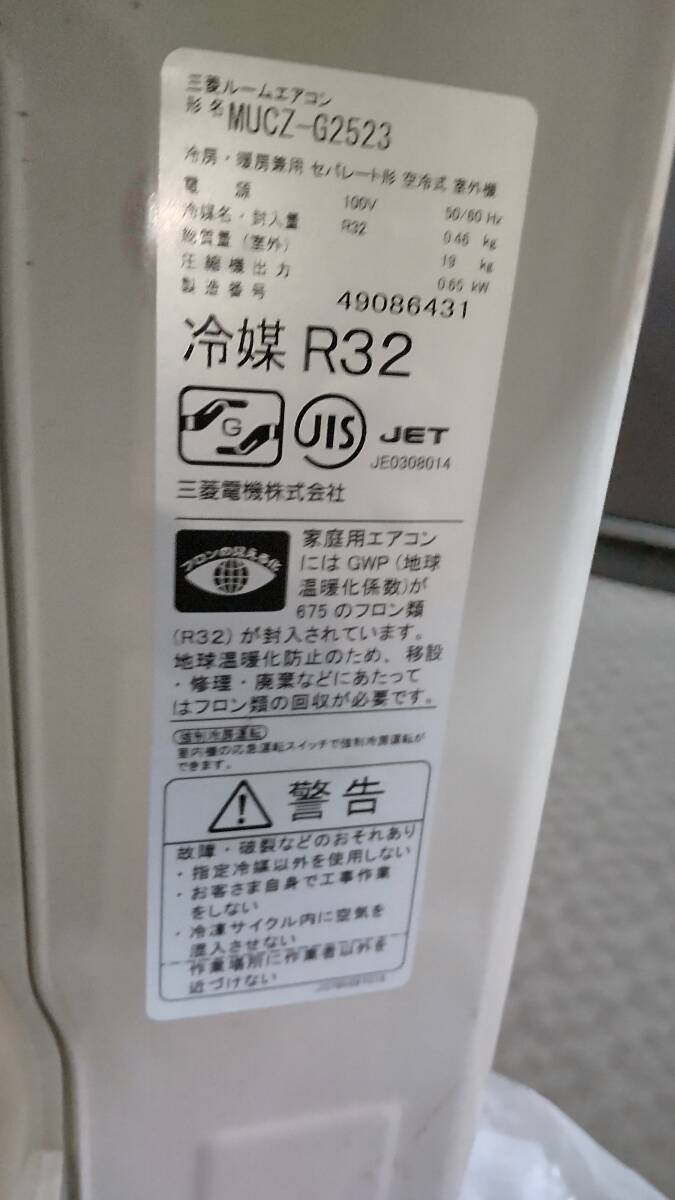 三菱ルームエアコン
形名 MUCZ-G2523
冷房・暖房兼用 セパレート形 空冷式 室外機
電源 100V 50/60 Hz
冷媒名・封入量 R32 0.46 kg
総質量(室外) 19 kg
圧縮機出力 0.65 kW
製造番号 49086431
冷媒 R32
G JIS JET
JE0308014
三菱電機株式会社
フロンの見える化
家庭用エアコン
にはGWP(地球
温暖化係数)が
675のフロン類
(R32)が封入されています。
地球温暖化防止のため、移設
・修理・廃棄などにあたって
はフロン類の回収が必要です。
強制冷房運転
室内機の応急運転スイッチで強制冷房運転が
できます。
警告
故障・破裂などのおそれあり
・指定冷媒以外を使用しない
・お客さま自身で工事作業
をしない
・冷凍サイクル内に空気を
混入させない
作業場所に作業者以外を
近づけない